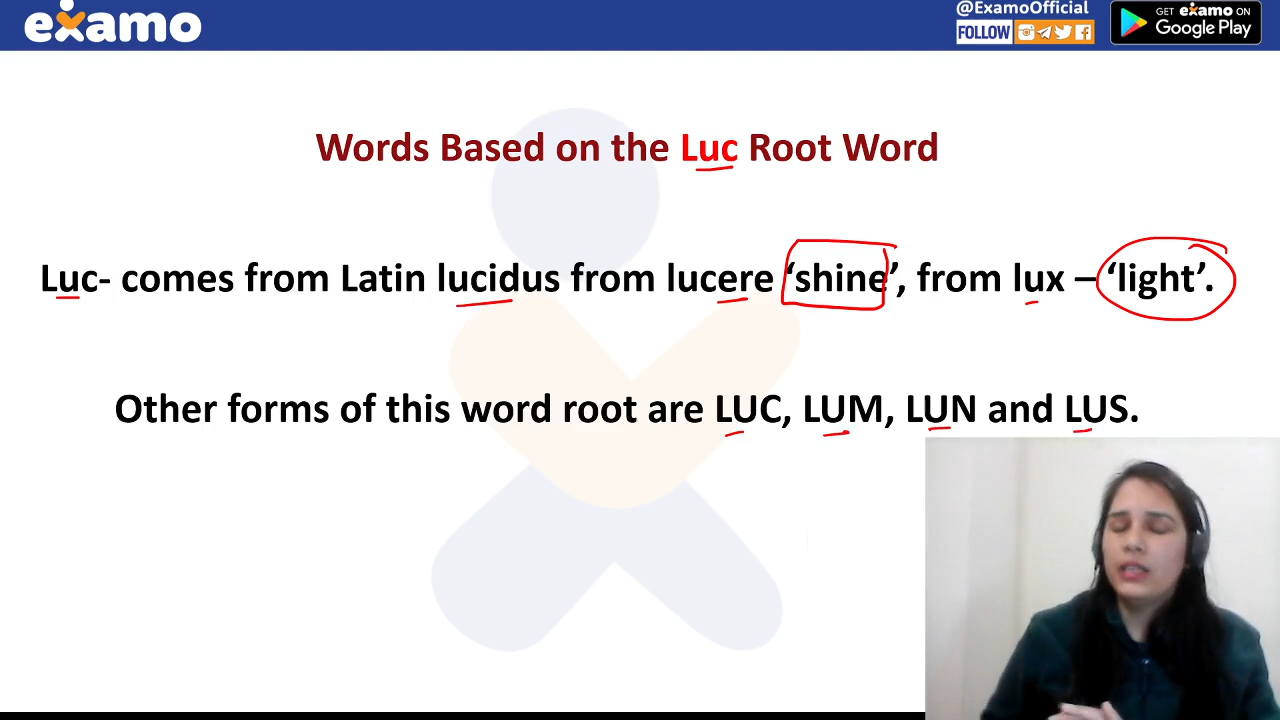 examo
@ExamoOfficial
FOLLOW
GET examo ON
Google Play
Words Based on the Luc Root Word
Luc- comes from Latin lucidus from lucere ‘shine’, from lux – ‘light’.
Other forms of this word root are LUC, LUM, LUN and LUS.